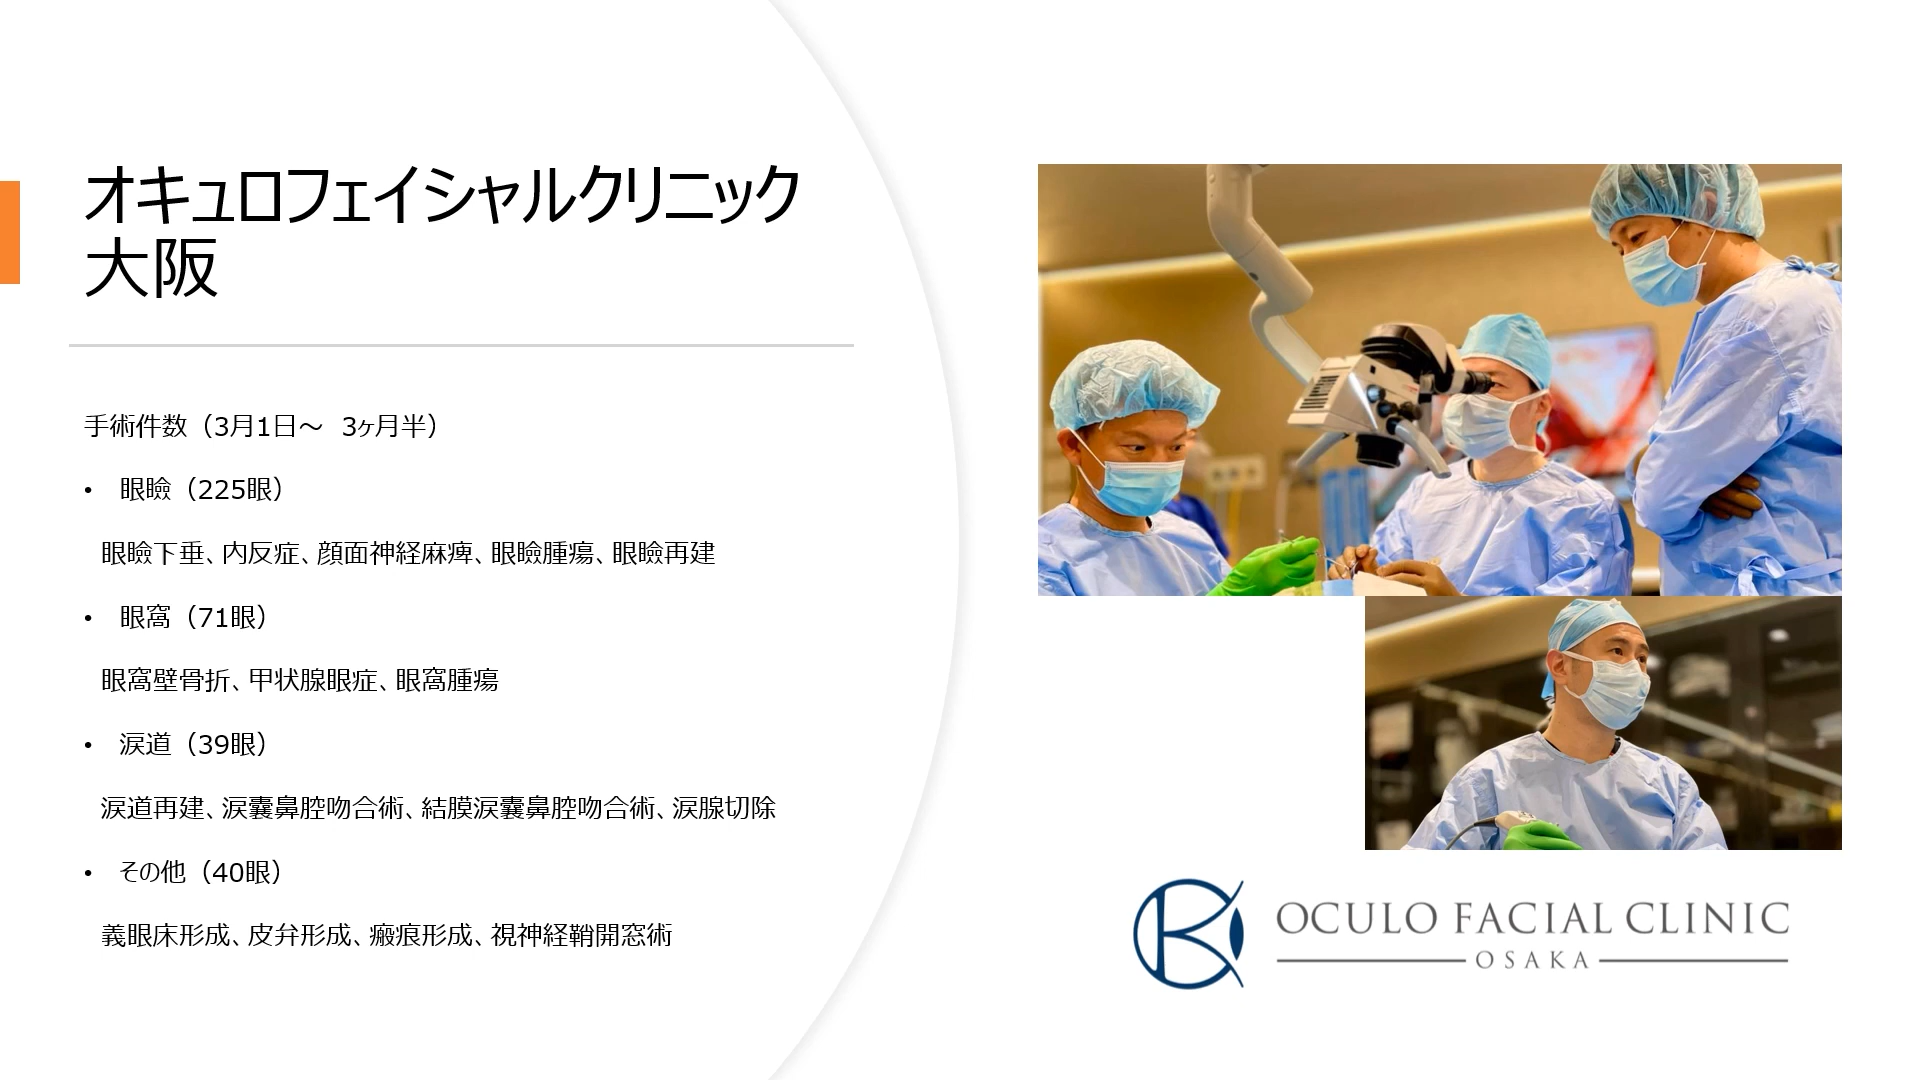 オキュロフェイシャルクリニック
大阪
手術件数（3月1日～ 3ヶ月半）
• 眼瞼（225眼）
眼瞼下垂、内反症、顔面神経麻痺、眼瞼腫瘍、眼瞼再建
• 眼窩（71眼）
眼窩壁骨折、甲状腺眼症、眼窩腫瘍
• 涙道（39眼）
涙道再建、涙嚢鼻腔吻合術、結膜涙嚢鼻腔吻合術、涙腺切除
• その他（40眼）
義眼床形成、皮弁形成、瘢痕形成、視神経鞘開窓術
OCULO FACIAL CLINIC
OSAKA